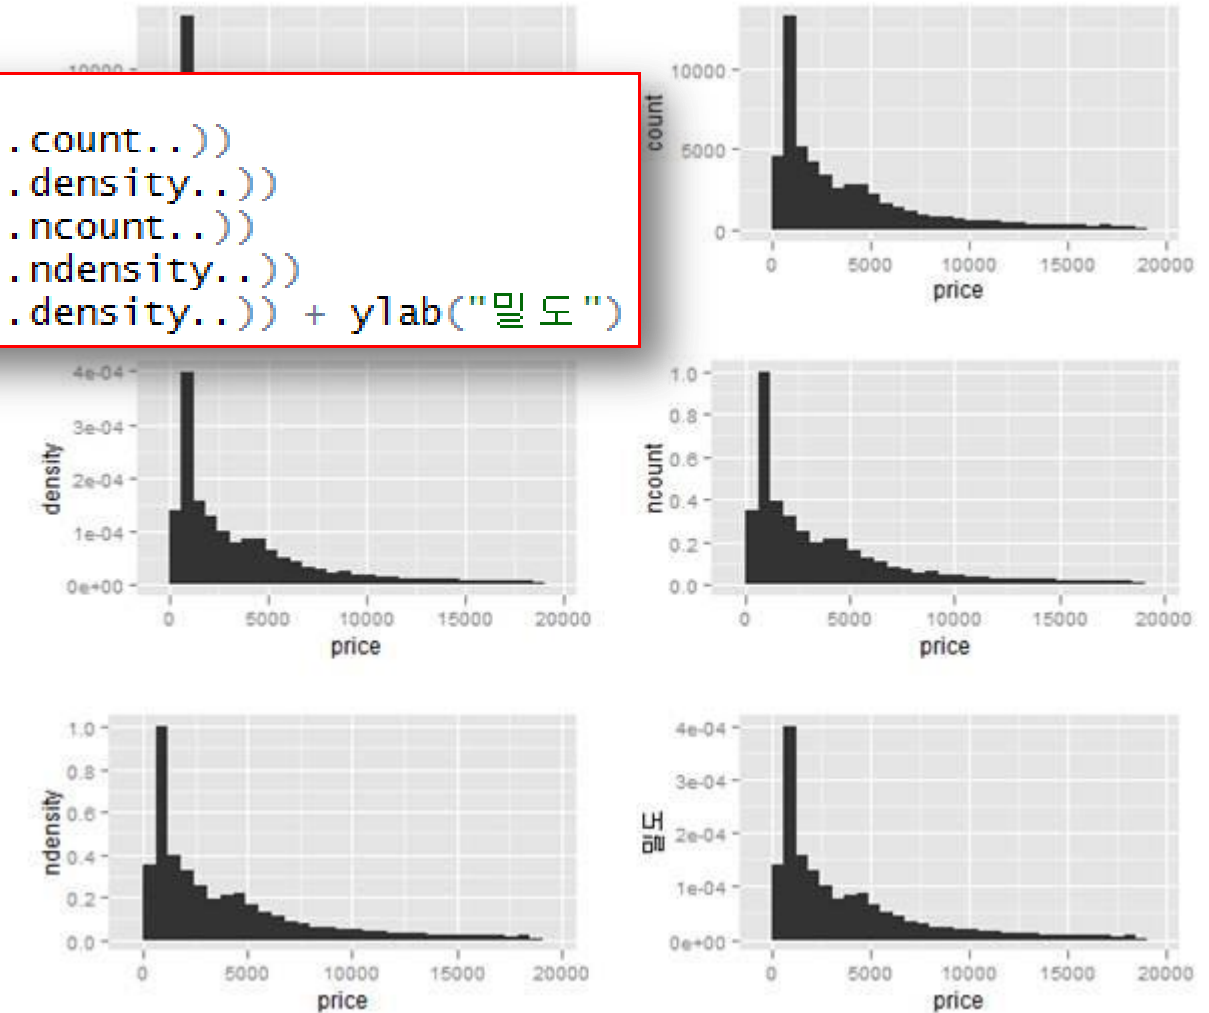 10000
.count..))
.density..))
.ncount..))
.ndensity..))
.density..)) + ylab("밀도")
count
10000
5000
0
0 5000 10000 15000 20000
price
density
4e-04
3e-04
2e-04
1e-04
0e+00
0 5000 10000 15000 20000
price
ncount
1.0
0.8
0.6
0.4
0.2
0.0
0 5000 10000 15000 20000
price
ndensity
1.0
0.8
0.6
0.4
0.2
0.0
0 5000 10000 15000 20000
price
밀도
4e-04
3e-04
2e-04
1e-04
0e+00
0 5000 10000 15000 20000
price